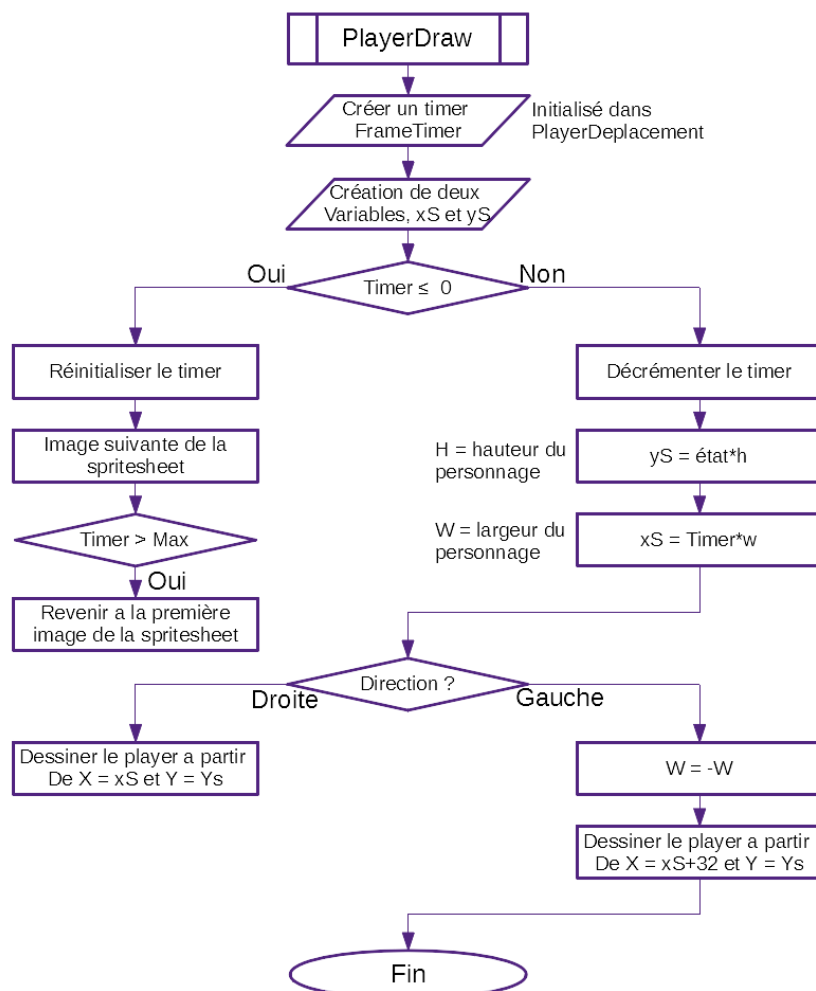 PlayerDraw
Créer un timer
FrameTimer
Initialisé dans
PlayerDeplacement
Création de deux
Variables, xS et yS
Oui
Non
Timer ≤ 0
Réinitialiser le timer
Décrémenter le timer
Image suivante de la
spritesheet
H = hauteur du
personnage
yS = état*h
Timer > Max
W = largeur du
personnage
xS = Timer*w
Oui
Revenir a la première
image de la spritesheet
Direction ?
Droite
Gauche
Dessiner le player a partir
De X = xS et Y = Ys
W = -W
Dessiner le player a partir
De X = xS+32 et Y = Ys
Fin